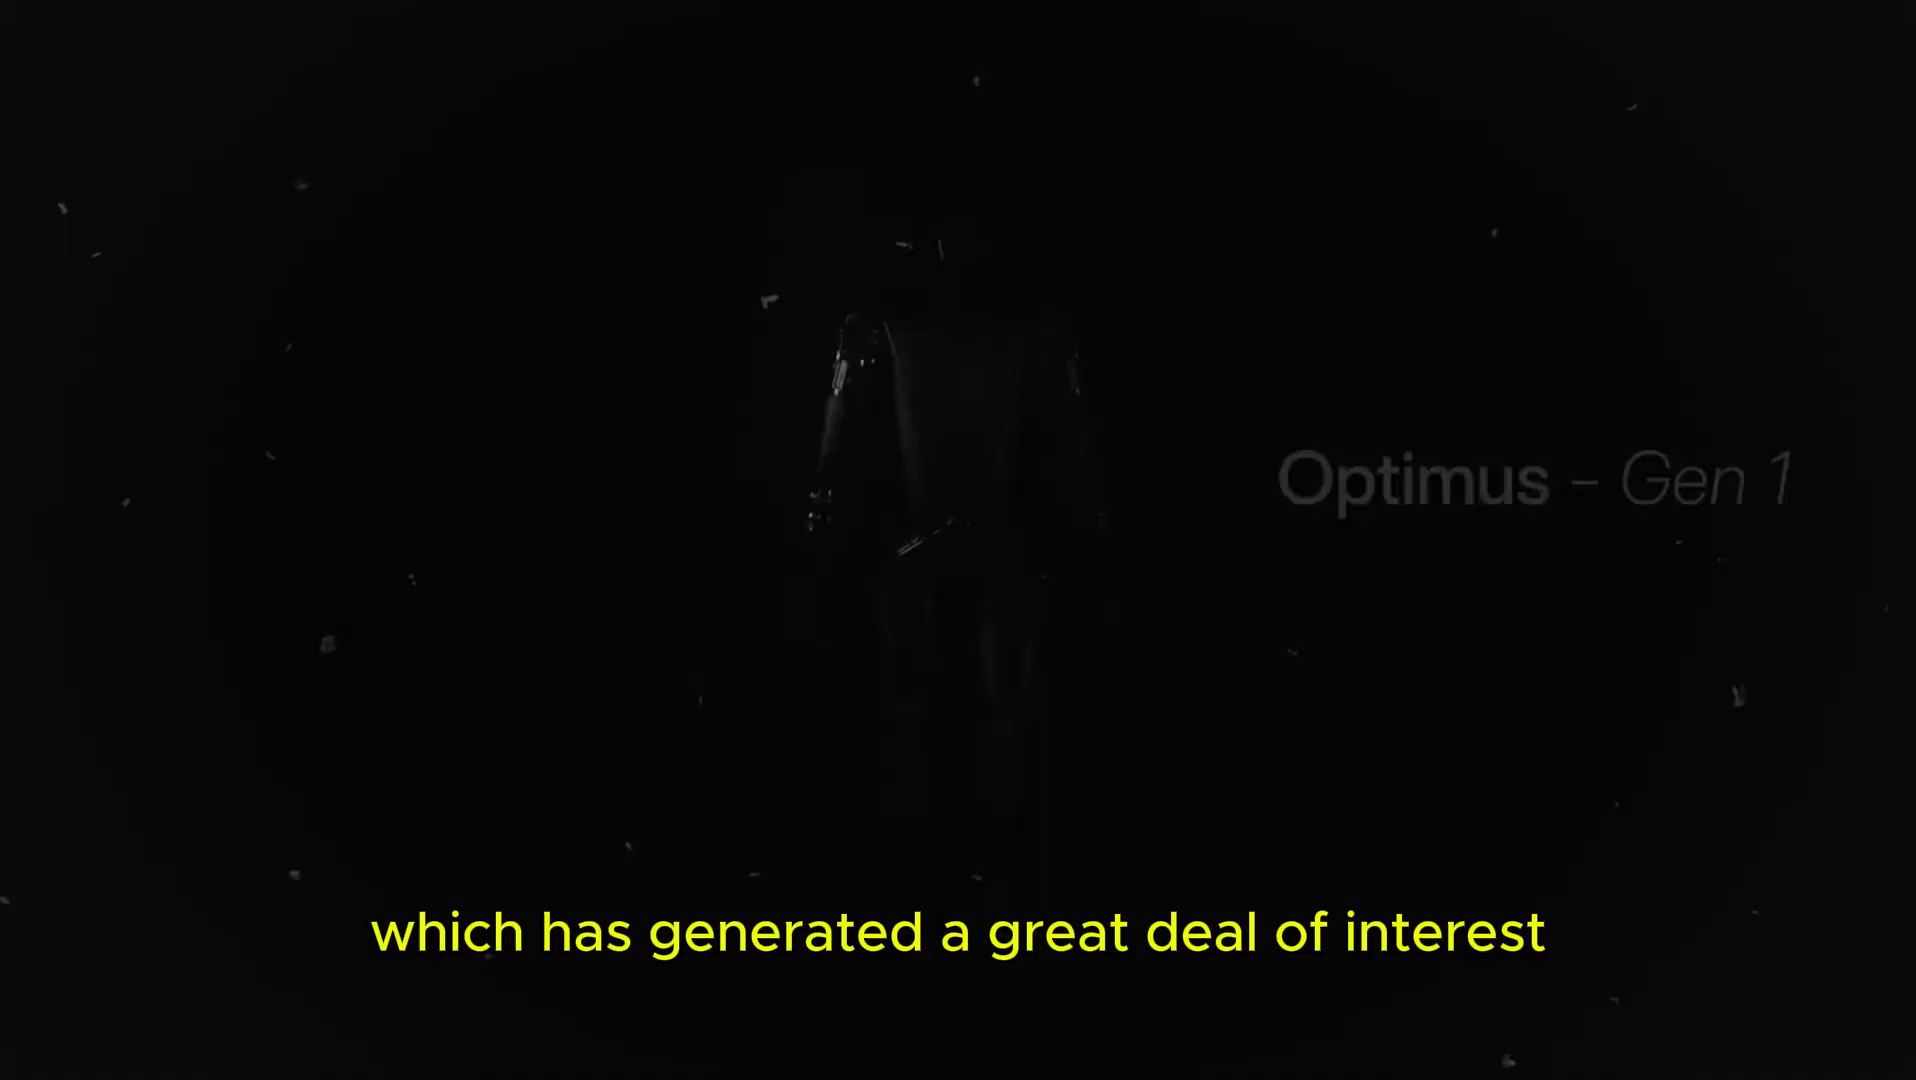 Optimus – Gen 1
which has generated a great deal of interest